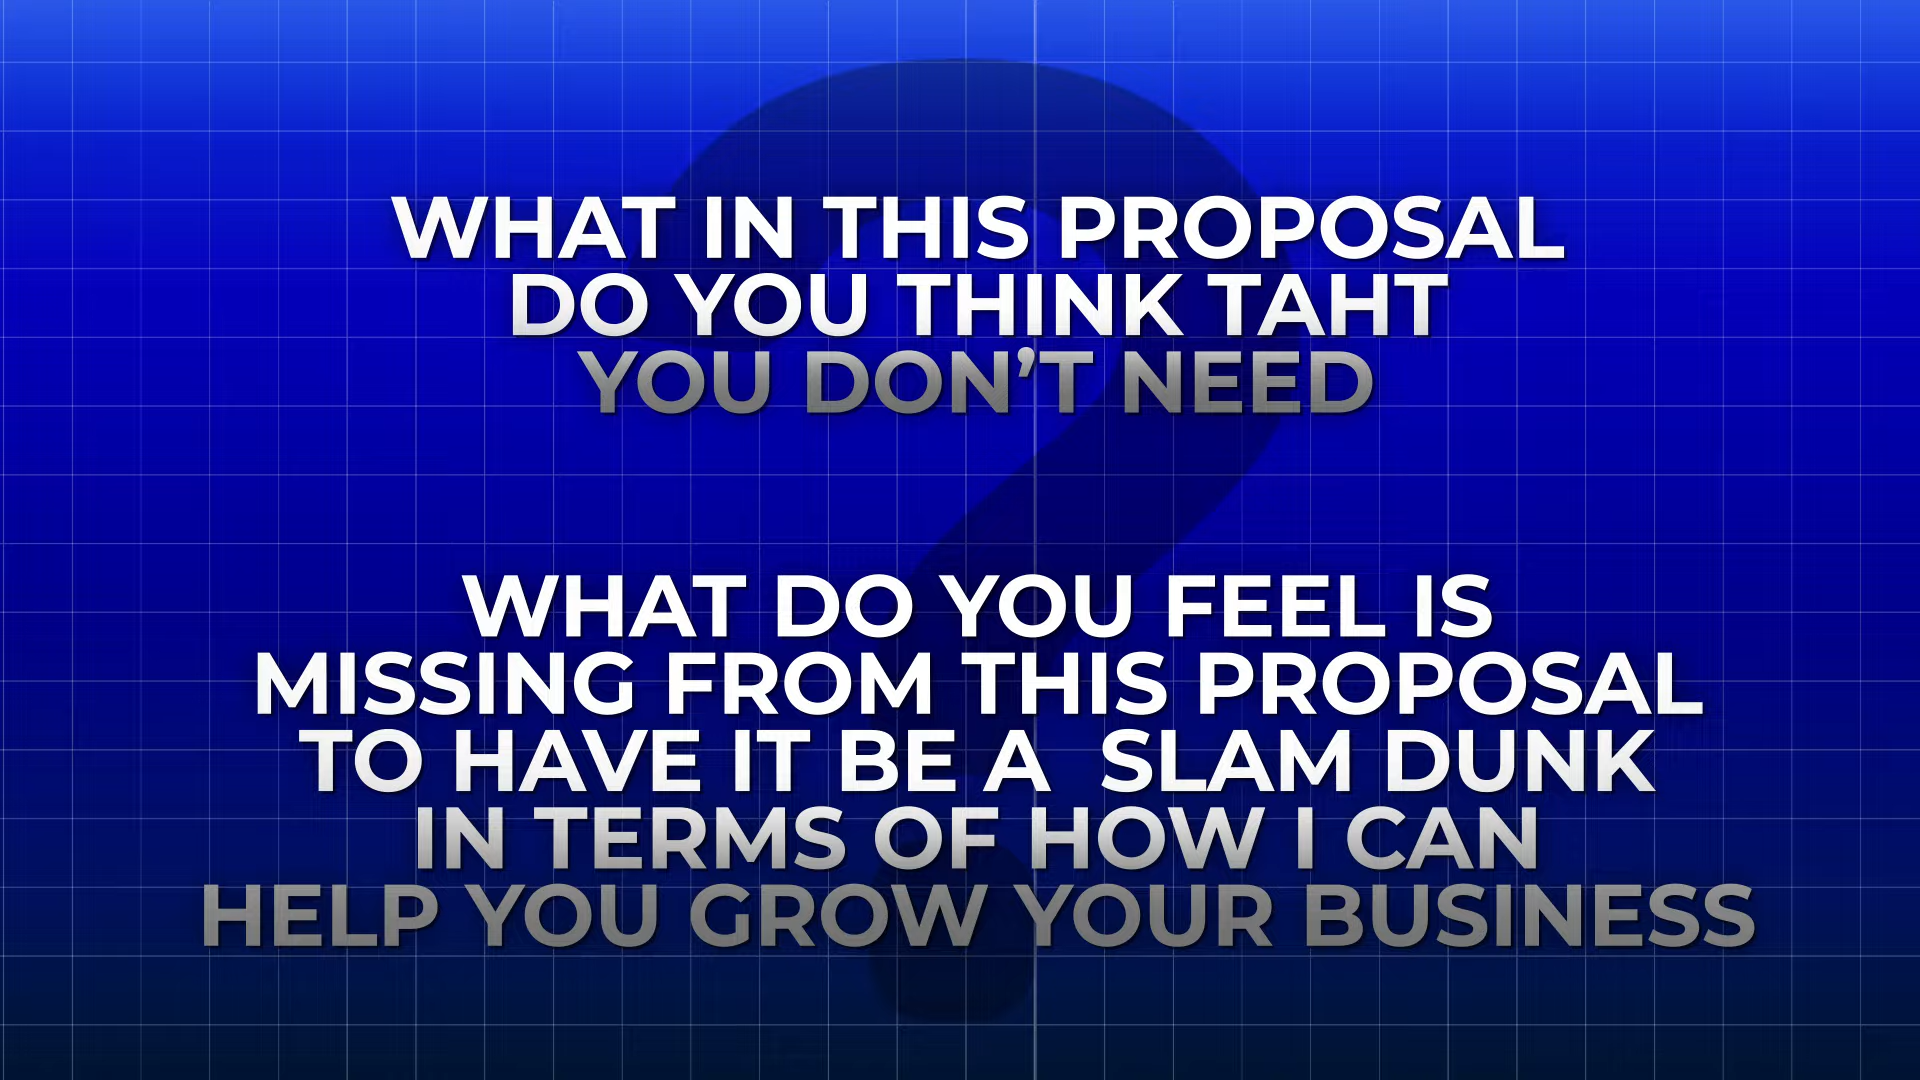 WHAT IN THIS PROPOSAL
DO YOU THINK TAHT
YOU DON’T NEED
WHAT DO YOU FEEL IS
MISSING FROM THIS PROPOSAL
TO HAVE IT BE A  SLAM DUNK
IN TERMS OF HOW I CAN
HELP YOU GROW YOUR BUSINESS